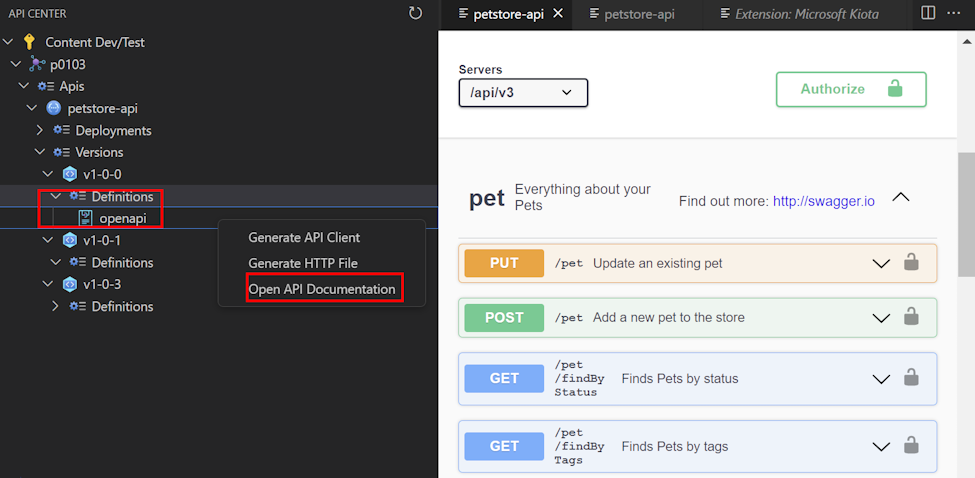 API CENTER
Content Dev/Test
p0103
Apis
petstore-api
Deployments
Versions
v1-0-0
Definitions
openapi
v1-0-1
Definitions
v1-0-3
Definitions
Generate API Client
Generate HTTP File
Open API Documentation
petstore-api
petstore-api
Extension: Microsoft Kiota
Servers
/api/v3
Authorize
pet
Everything about your
Pets
Find out more: http://swagger.io
PUT /pet Update an existing pet
POST /pet Add a new pet to the store
GET
/pet
/findBy
Status
Finds Pets by status
GET
/pet
/findBy
Tags
Finds Pets by tags